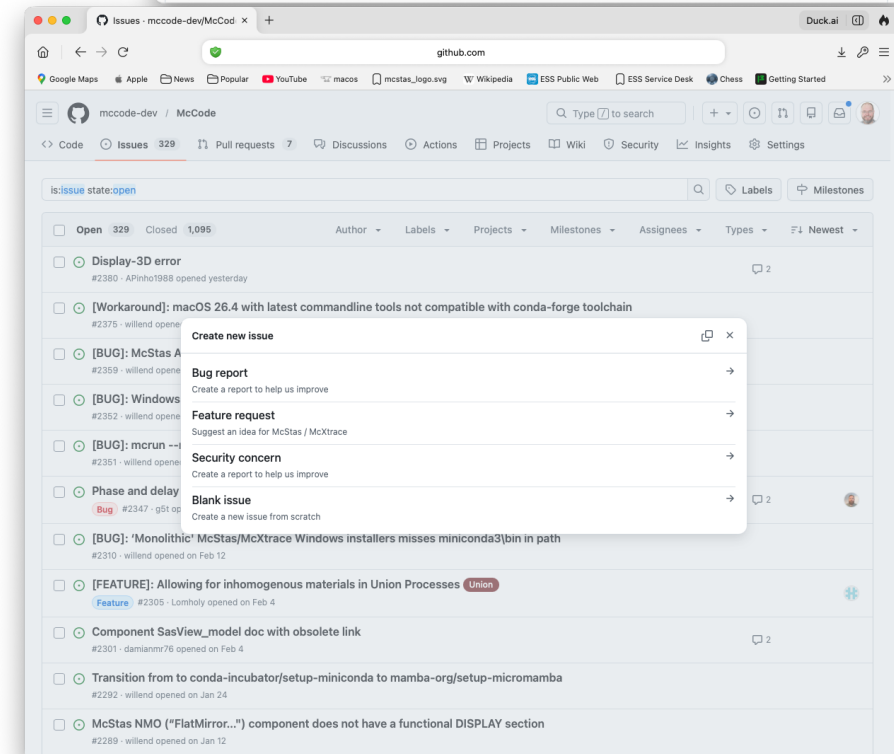 Issues · mccode-dev/McCod
Duck.ai
github.com
Google Maps Apple News Popular YouTube macos mcstas_logo.svg Wikipedia ESS Public Web ESS Service Desk Chess Getting Started
mccode-dev / McCode
Type / to search
Code Issues 329 Pull requests 7 Discussions Actions Projects Wiki Security Insights Settings
is:issue state:open
Labels Milestones
Open 329 Closed 1,095 Author Labels Projects Milestones Assignees Types Newest
Display-3D error
2
#2380 · APinho1988 opened yesterday
[Workaround]: macOS 26.4 with latest commandline tools not compatible with conda-forge toolchain
#2375 · willend opene
Create new issue
[BUG]: McStas A
#2359 · willend opene
Bug report
Create a report to help us improve
[BUG]: Windows
#2352 · willend opene
Feature request
Suggest an idea for McStas / McXtrace
[BUG]: mcrun --
#2351 · willend opene
Security concern
Create a report to help us improve
Phase and delay
2
Bug #2347 · g5t op
Blank issue
Create a new issue from scratch
[BUG]: 'Monolithic' McStas/McXtrace Windows installers misses miniconda3\bin in path
#2310 · willend opened on Feb 12
[FEATURE]: Allowing for inhomogenous materials in Union Processes Union
Feature #2305 · Lomholy opened on Feb 4
Component SasView_model doc with obsolete link
2
#2301 · damianmr76 opened on Feb 4
Transition from to conda-incubator/setup-miniconda to mamba-org/setup-micromamba
#2292 · willend opened on Jan 24
McStas NMO ("FlatMirror...") component does not have a functional DISPLAY section
#2289 · willend opened on Jan 12